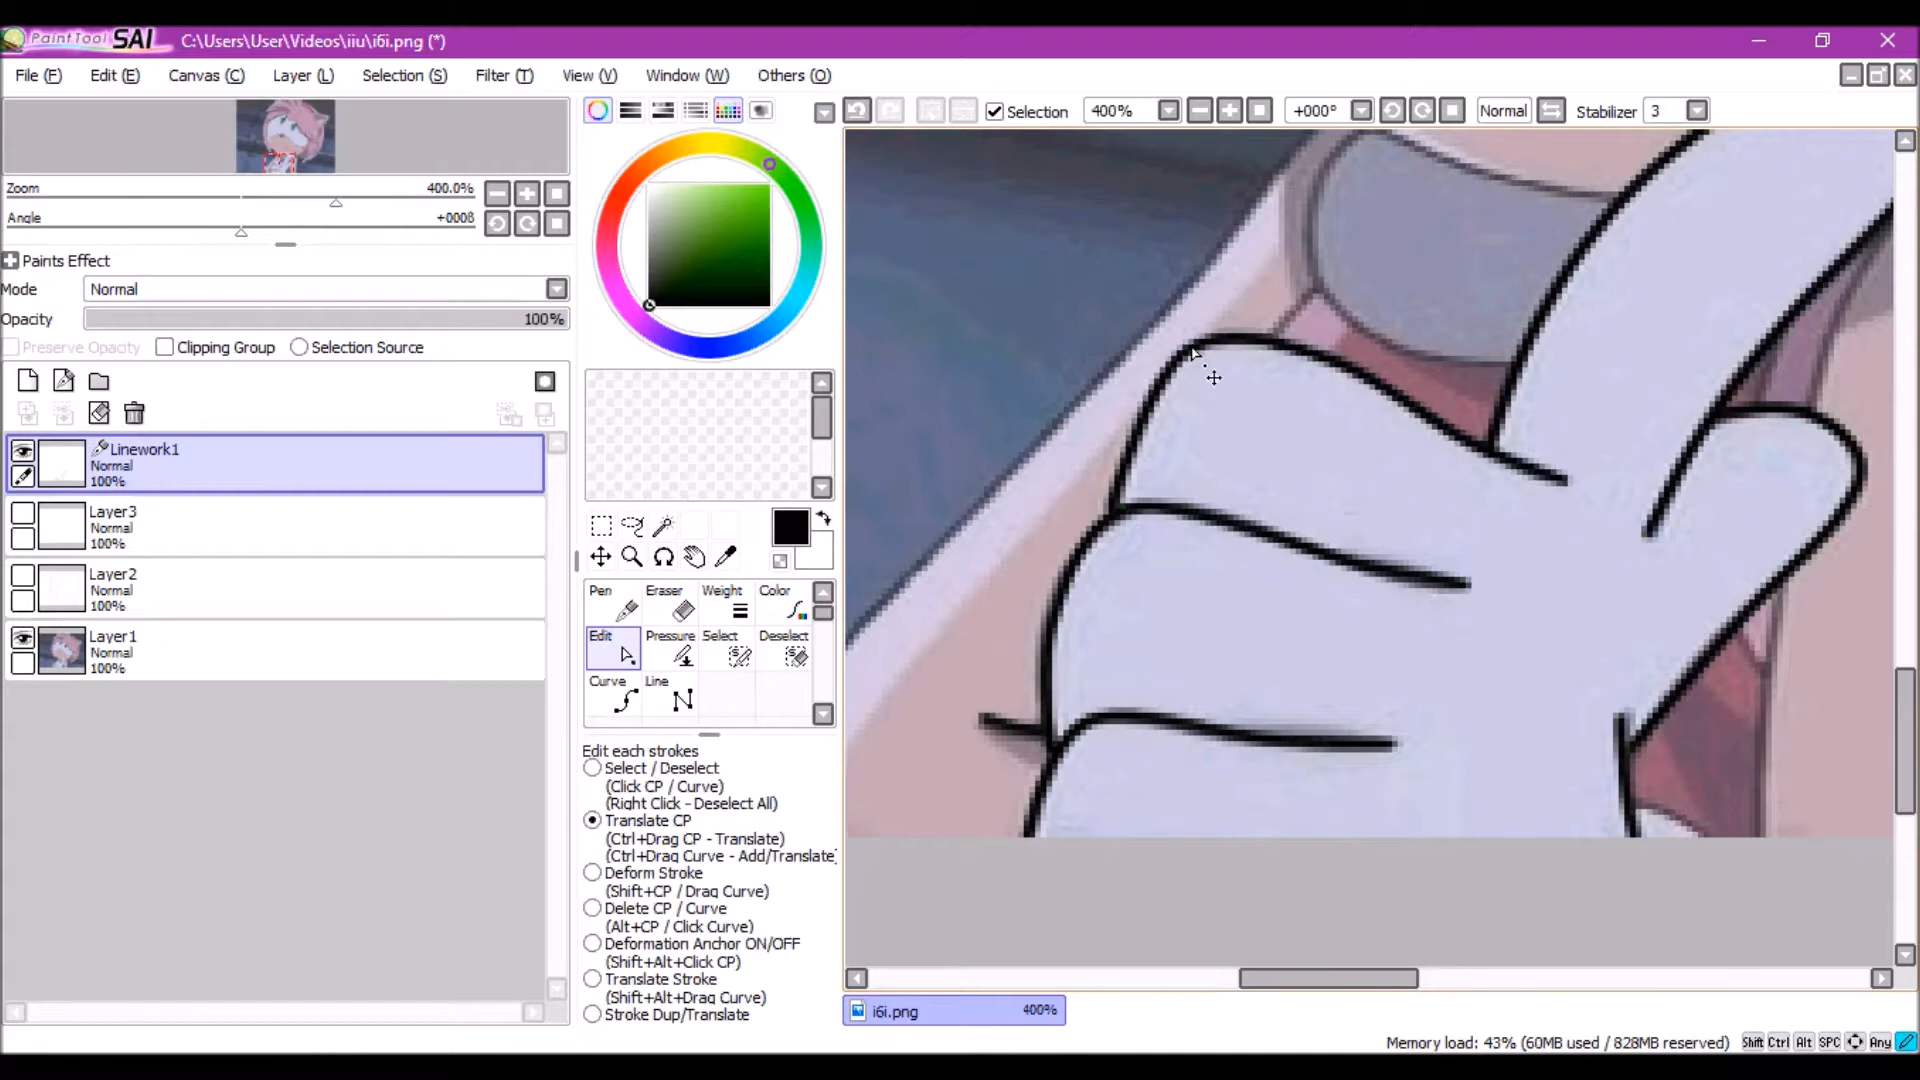 PaintTool SAI C:\Users\User\Videos\iiu\i6i.png (*)
File (F) Edit (E) Canvas (C) Layer (L) Selection (S) Filter (T) View (V) Window (W) Others (O)
Selection 400% +000° Normal Stabilizer 3
Zoom 400.0%
Angle +000ß
Paints Effect
Mode Normal
Opacity 100%
Preserve Opacity Clipping Group Selection Source
Linework1
Normal
100%
Layer3
Normal
100%
Layer2
Normal
100%
Layer1
Normal
100%
Pen Eraser Weight Color
Edit Pressure Select Deselect
Curve Line
Edit each strokes
Select / Deselect
(Click CP / Curve)
(Right Click - Deselect All)
Translate CP
(Ctrl+Drag CP - Translate)
(Ctrl+Drag Curve - Add/Translate
Deform Stroke
(Shift+CP / Drag Curve)
Delete CP / Curve
(Alt+CP / Click Curve)
Deformation Anchor ON/OFF
(Shift+Alt+Click CP)
Translate Stroke
(Shift+Alt+Drag Curve)
Stroke Dup/Translate
i6i.png 400%
Memory load: 43% (60MB used / 828MB reserved) Shift Ctrl Alt SPC Any